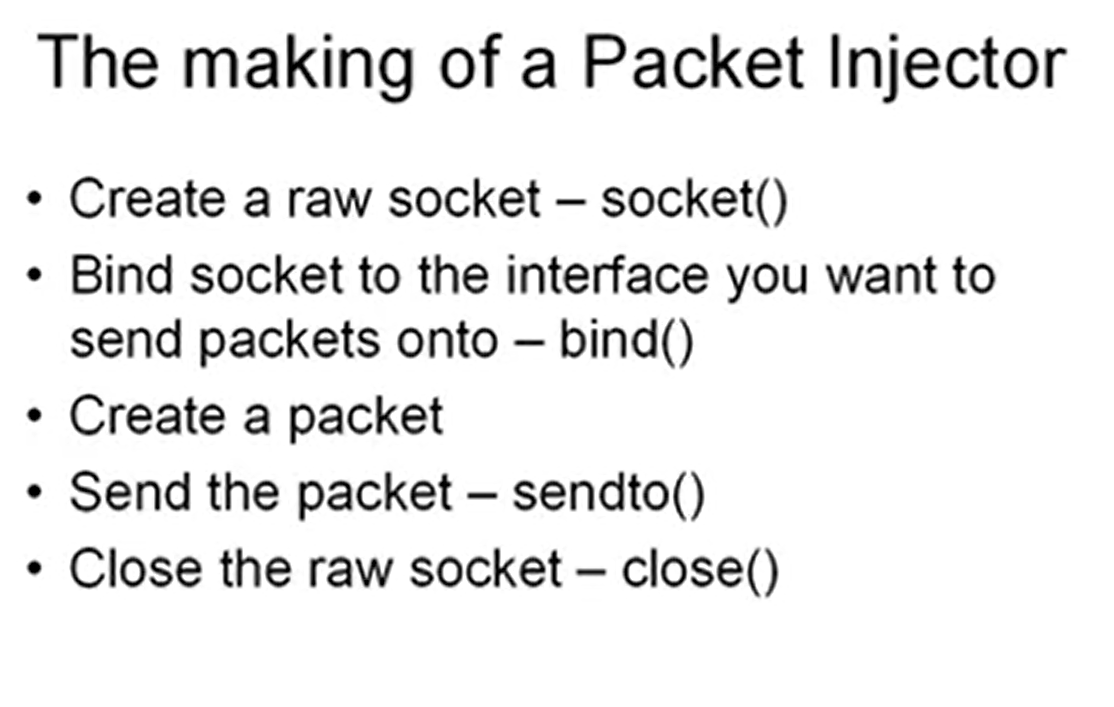 The making of a Packet Injector
• Create a raw socket – socket()
• Bind socket to the interface you want to
send packets onto – bind()
• Create a packet
• Send the packet – sendto()
• Close the raw socket – close()